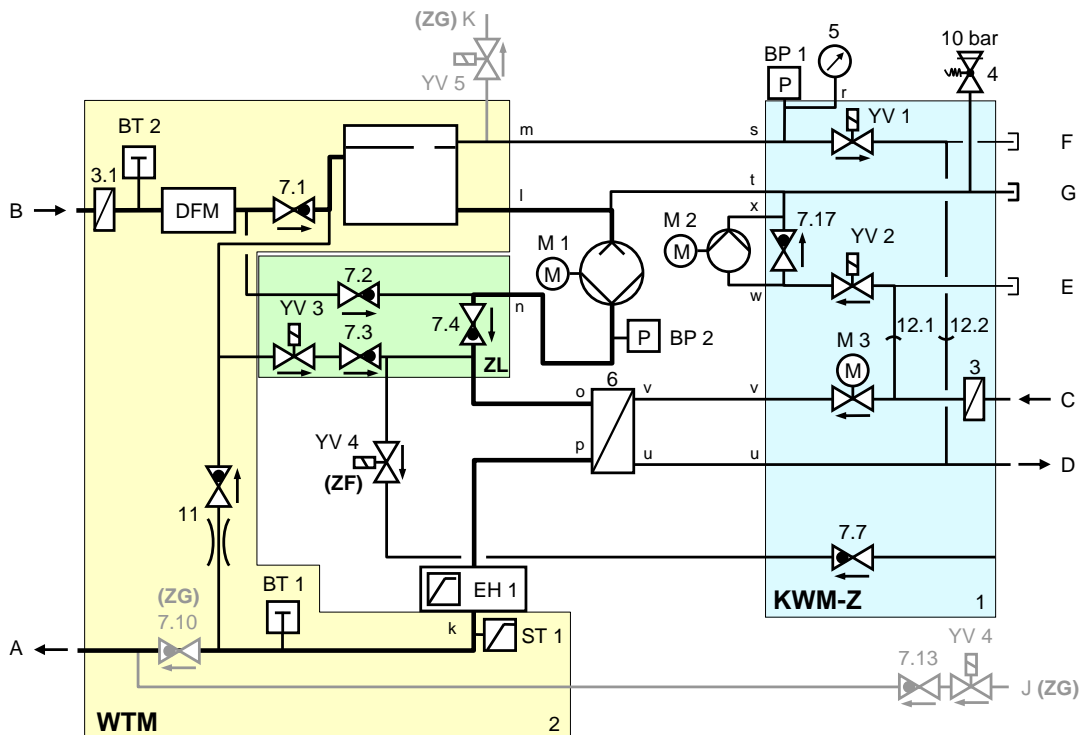 (ZG) K
5
10 bar
BP 1
P
4
YV 5
r
BT 2
m
s
YV 1
F
3.1
7.1
t
B
DFM
l
G
x
M 2
7.17
M 1
M
YV 2
M
7.2
w
E
YV 3
n
7.4
7.3
P
BP 2
12.1
12.2
M 3
ZL
6
M
3
o
v
v
C
YV 4
p
u
u
D
(ZF)
11
7.7
EH 1
BT 1
(ZG)
7.10
KWM-Z
1
k
ST 1
A
YV 4
7.13
J (ZG)
WTM
2